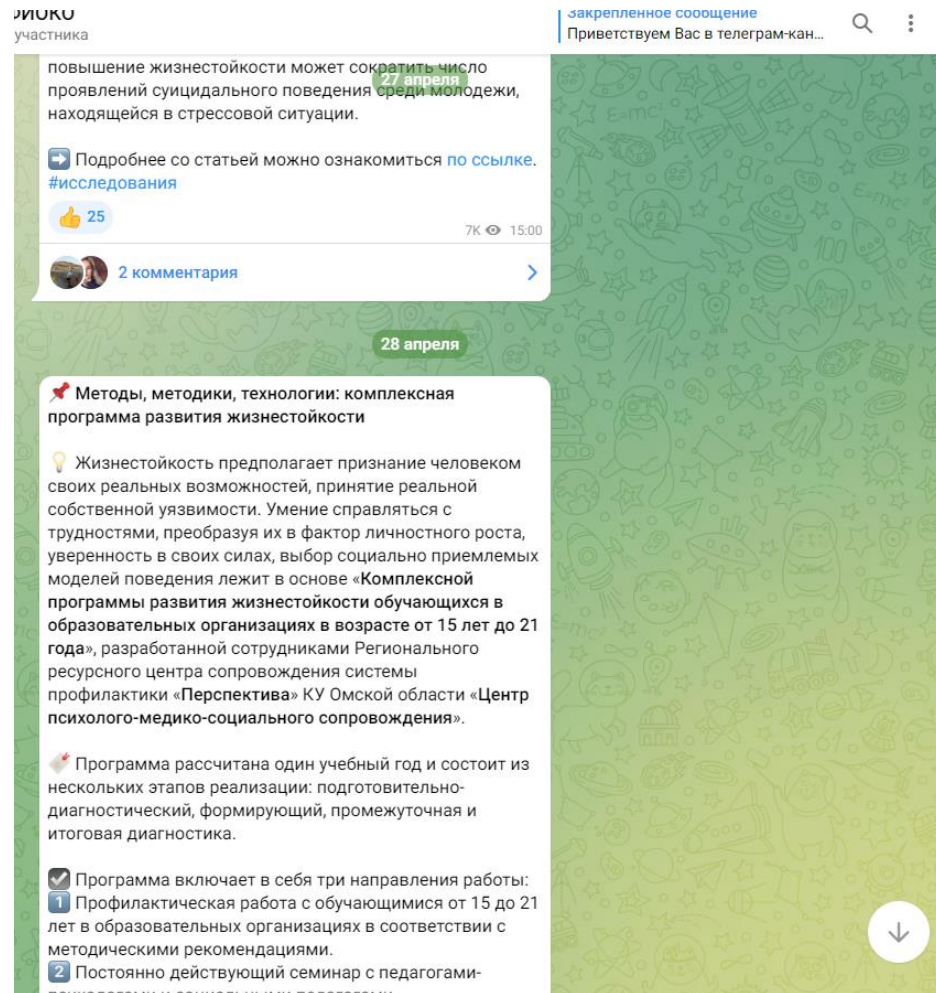 ФИОКО
участника
Закрепленное сообщение
Приветствуем Вас в телеграм-кан...
27 апреля
повышение жизнестойкости может сократить число
проявлений суицидального поведения среди молодежи,
находящейся в стрессовой ситуации.
Подробнее со статьей можно ознакомиться по ссылке.
#исследования
25
7K 15:00
2 комментария
28 апреля
Методы, методики, технологии: комплексная
программа развития жизнестойкости
Жизнестойкость предполагает признание человеком
своих реальных возможностей, принятие реальной
собственной уязвимости. Умение справляться с
трудностями, преобразуя их в фактор личностного роста,
уверенность в своих силах, выбор социально приемлемых
моделей поведения лежит в основе «Комплексной
программы развития жизнестойкости обучающихся в
образовательных организациях в возрасте от 15 лет до 21
года», разработанной сотрудниками Регионального
ресурсного центра сопровождения системы
профилактики «Перспектива» КУ Омской области «Центр
психолого-медико-социального сопровождения».
Программа рассчитана один учебный год и состоит из
нескольких этапов реализации: подготовительно-
диагностический, формирующий, промежуточная и
итоговая диагностика.
Программа включает в себя три направления работы:
1 Профилактическая работа с обучающимися от 15 до 21
лет в образовательных организациях в соответствии с
методическими рекомендациями.
2 Постоянно действующий семинар с педагогами-